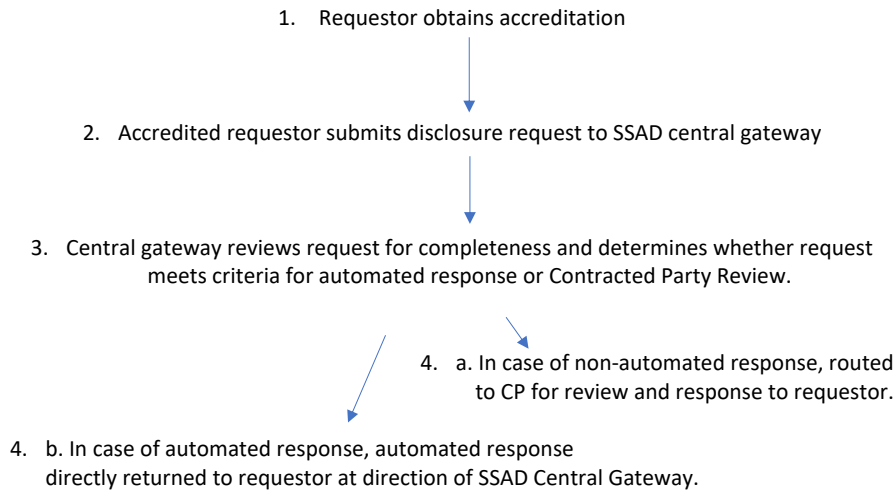 1. Requestor obtains accreditation
2. Accredited requestor submits disclosure request to SSAD central gateway
3. Central gateway reviews request for completeness and determines whether request
meets criteria for automated response or Contracted Party Review.
4. a. In case of non-automated response, routed
to CP for review and response to requestor.
4. b. In case of automated response, automated response
directly returned to requestor at direction of SSAD Central Gateway.